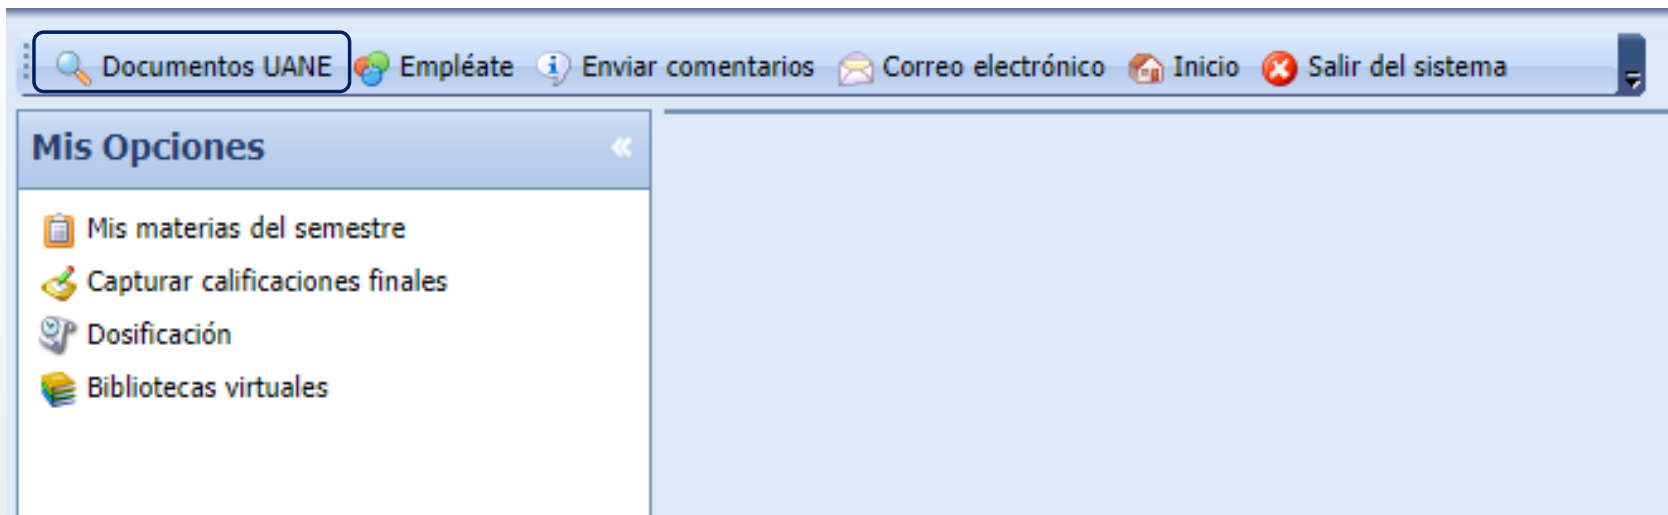 Documentos UANE Empléate Enviar comentarios Correo electrónico Inicio Salir del sistema
Mis Opciones
Mis materias del semestre
Capturar calificaciones finales
Dosificación
Bibliotecas virtuales